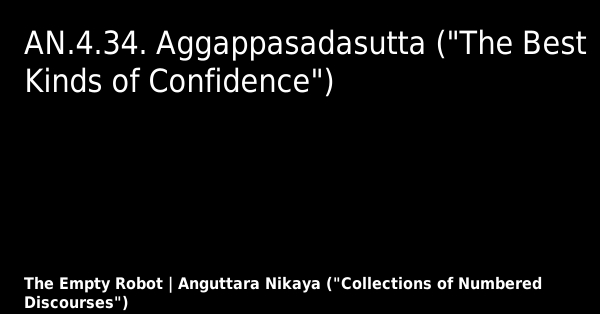 AN.4.34. Aggappasadasutta ("The Best
Kinds of Confidence")
The Empty Robot | Anguttara Nikaya ("Collections of Numbered
Discourses")